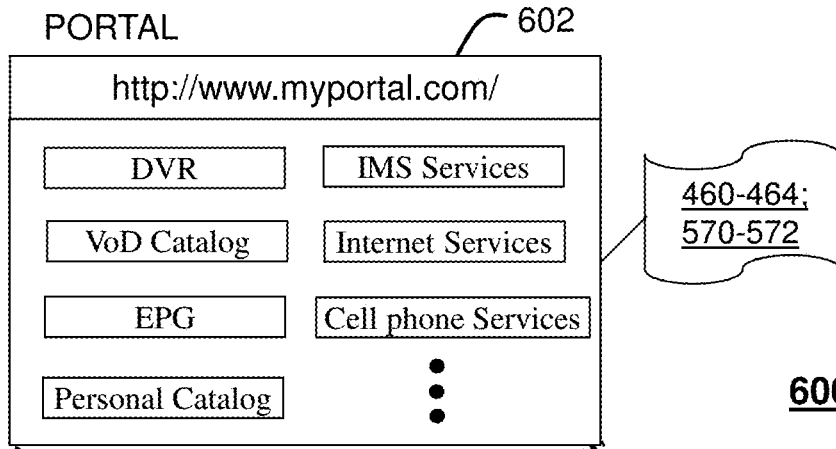 PORTAL
602
http://www.myportal.com/
DVR
IMS Services
460-464;
570-572
VoD Catalog
Internet Services
EPG
Cell phone Services
Personal Catalog
600